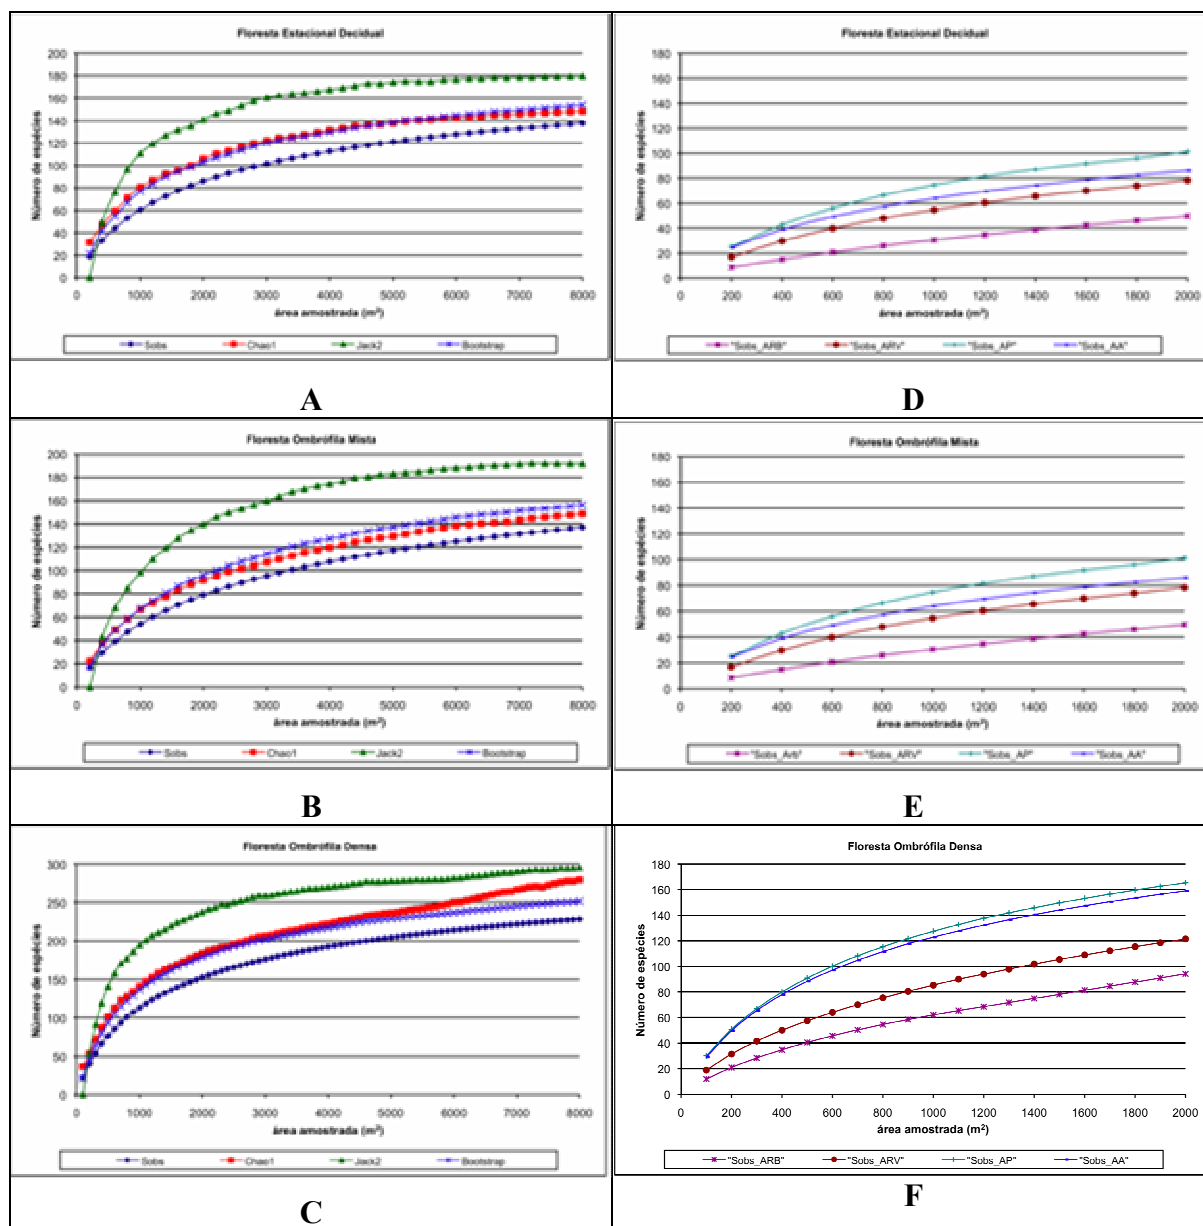 Floresta Estacional Decidual
Número de espécies
200
180
160
140
120
100
80
60
40
20
0
0 1000 2000 3000 4000 5000 6000 7000 8000
área amostrada (m²)
Sobs Chao1 Jack2 Bootstrap
A
Floresta Estacional Decidual
Número de espécies
180
160
140
120
100
80
60
40
20
0
0 200 400 600 800 1000 1200 1400 1600 1800 2000
área amostrada (m²)
"Sobs_ARB" "Sobs_ARV" "Sobs_AP" "Sobs_AA"
D
Floresta Ombrófila Mista
Número de espécies
200
180
160
140
120
100
80
60
40
20
0
0 1000 2000 3000 4000 5000 6000 7000 8000
área amostrada (m²)
Sobs Chao1 Jack2 Bootstrap
B
Floresta Ombrófila Mista
Número de espécies
180
160
140
120
100
80
60
40
20
0
0 200 400 600 800 1000 1200 1400 1600 1800 2000
área amostrada (m²)
"Sobs_Arb" "Sobs_ARV" "Sobs_AP" "Sobs_AA"
E
Floresta Ombrófila Densa
Número de espécies
300
250
200
150
100
50
0
0 1000 2000 3000 4000 5000 6000 7000 8000
área amostrada (m²)
Sobs Chao1 Jack2 Bootstrap
C
Floresta Ombrófila Densa
Número de espécies
180
160
140
120
100
80
60
40
20
0
0 200 400 600 800 1000 1200 1400 1600 1800 2000
área amostrada (m²)
"Sobs_ARB" "Sobs_ARV" "Sobs_AP" "Sobs_AA"
F